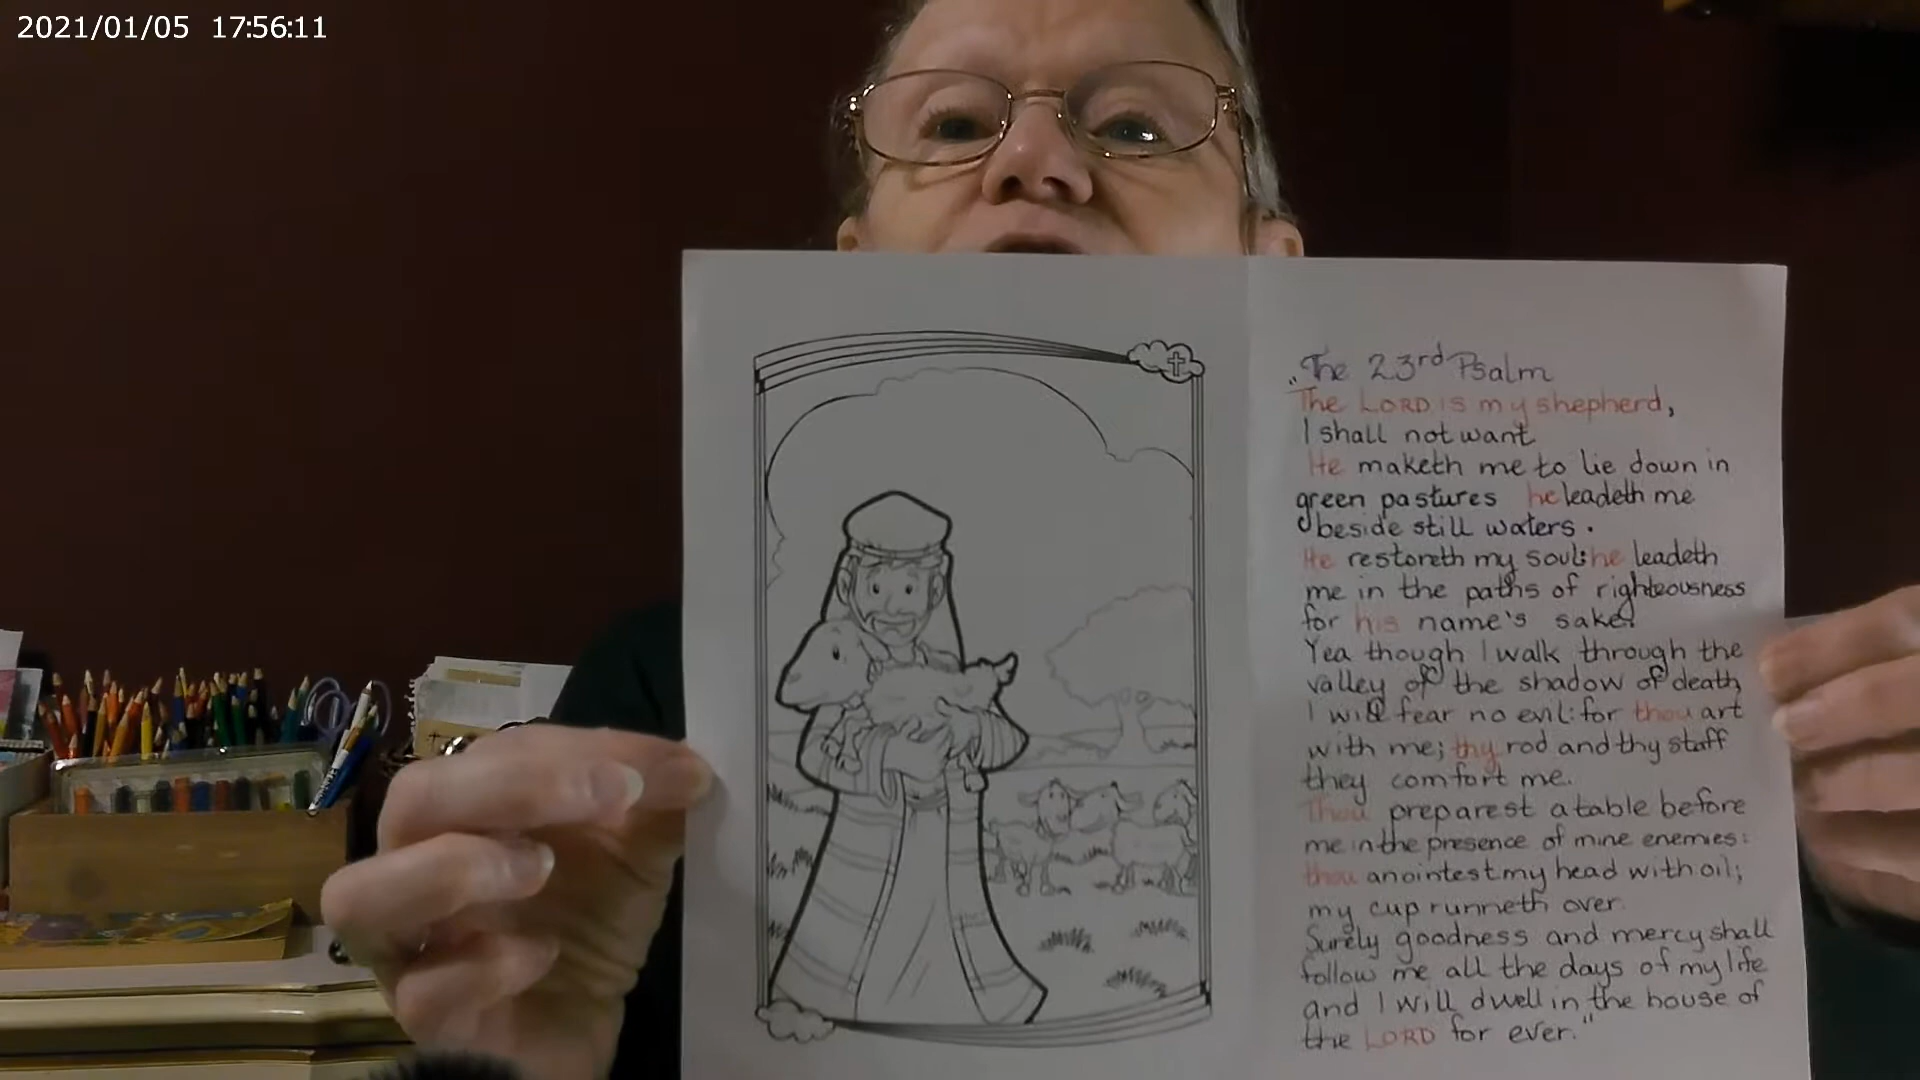 2021/01/05 17:56:11
"The 23rd Psalm
The LORD is my shepherd,
I shall not want.
He maketh me to lie down in
green pastures he leadeth me
beside still waters.
He restoreth my soul: he leadeth
me in the paths of righteousness
for his name's sake.
Yea though I walk through the
valley of the shadow of death,
I will fear no evil: for thou art
with me; thy rod and thy staff
they comfort me.
Thou preparest a table before
me in the presence of mine enemies:
thou anointest my head with oil;
my cup runneth over.
Surely goodness and mercy shall
follow me all the days of my life
and I will dwell in the house of
the LORD for ever."